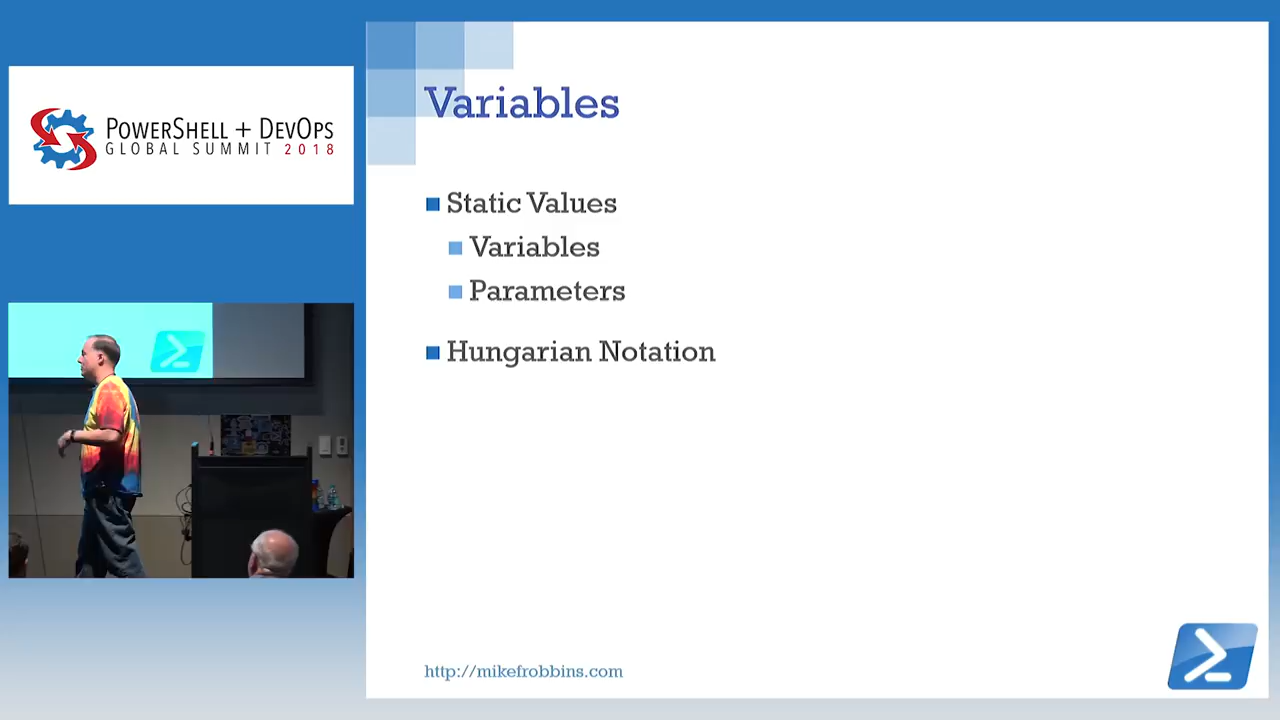 POWERSHELL + DEVOPS
GLOBAL SUMMIT 2018
Variables
Static Values
Variables
Parameters
Hungarian Notation
http://mikefrobbins.com